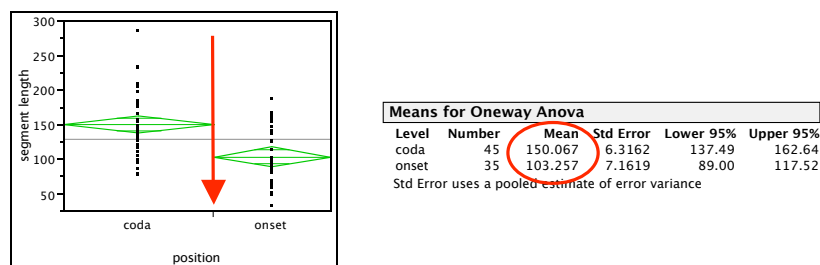 300
250
200
150
100
50
segment length
coda onset
position
Means for Oneway Anova
Level Number Mean Std Error Lower 95% Upper 95%
coda 45 150.067 6.3162 137.49 162.64
onset 35 103.257 7.1619 89.00 117.52
Std Error uses a pooled estimate of error variance